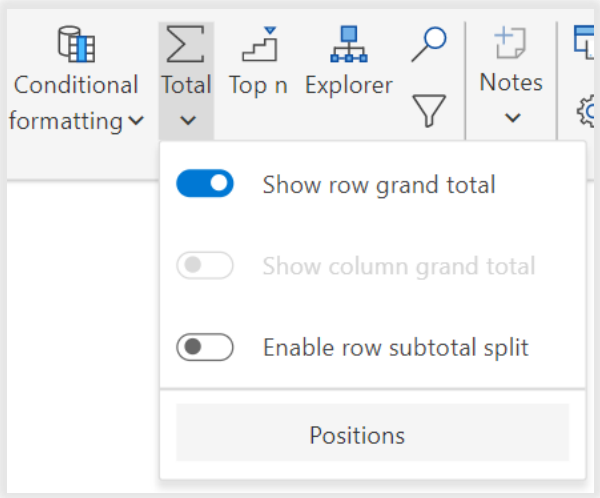 Conditional
formatting
Total
Top n
Explorer
Notes
Show row grand total
Show column grand total
Enable row subtotal split
Positions